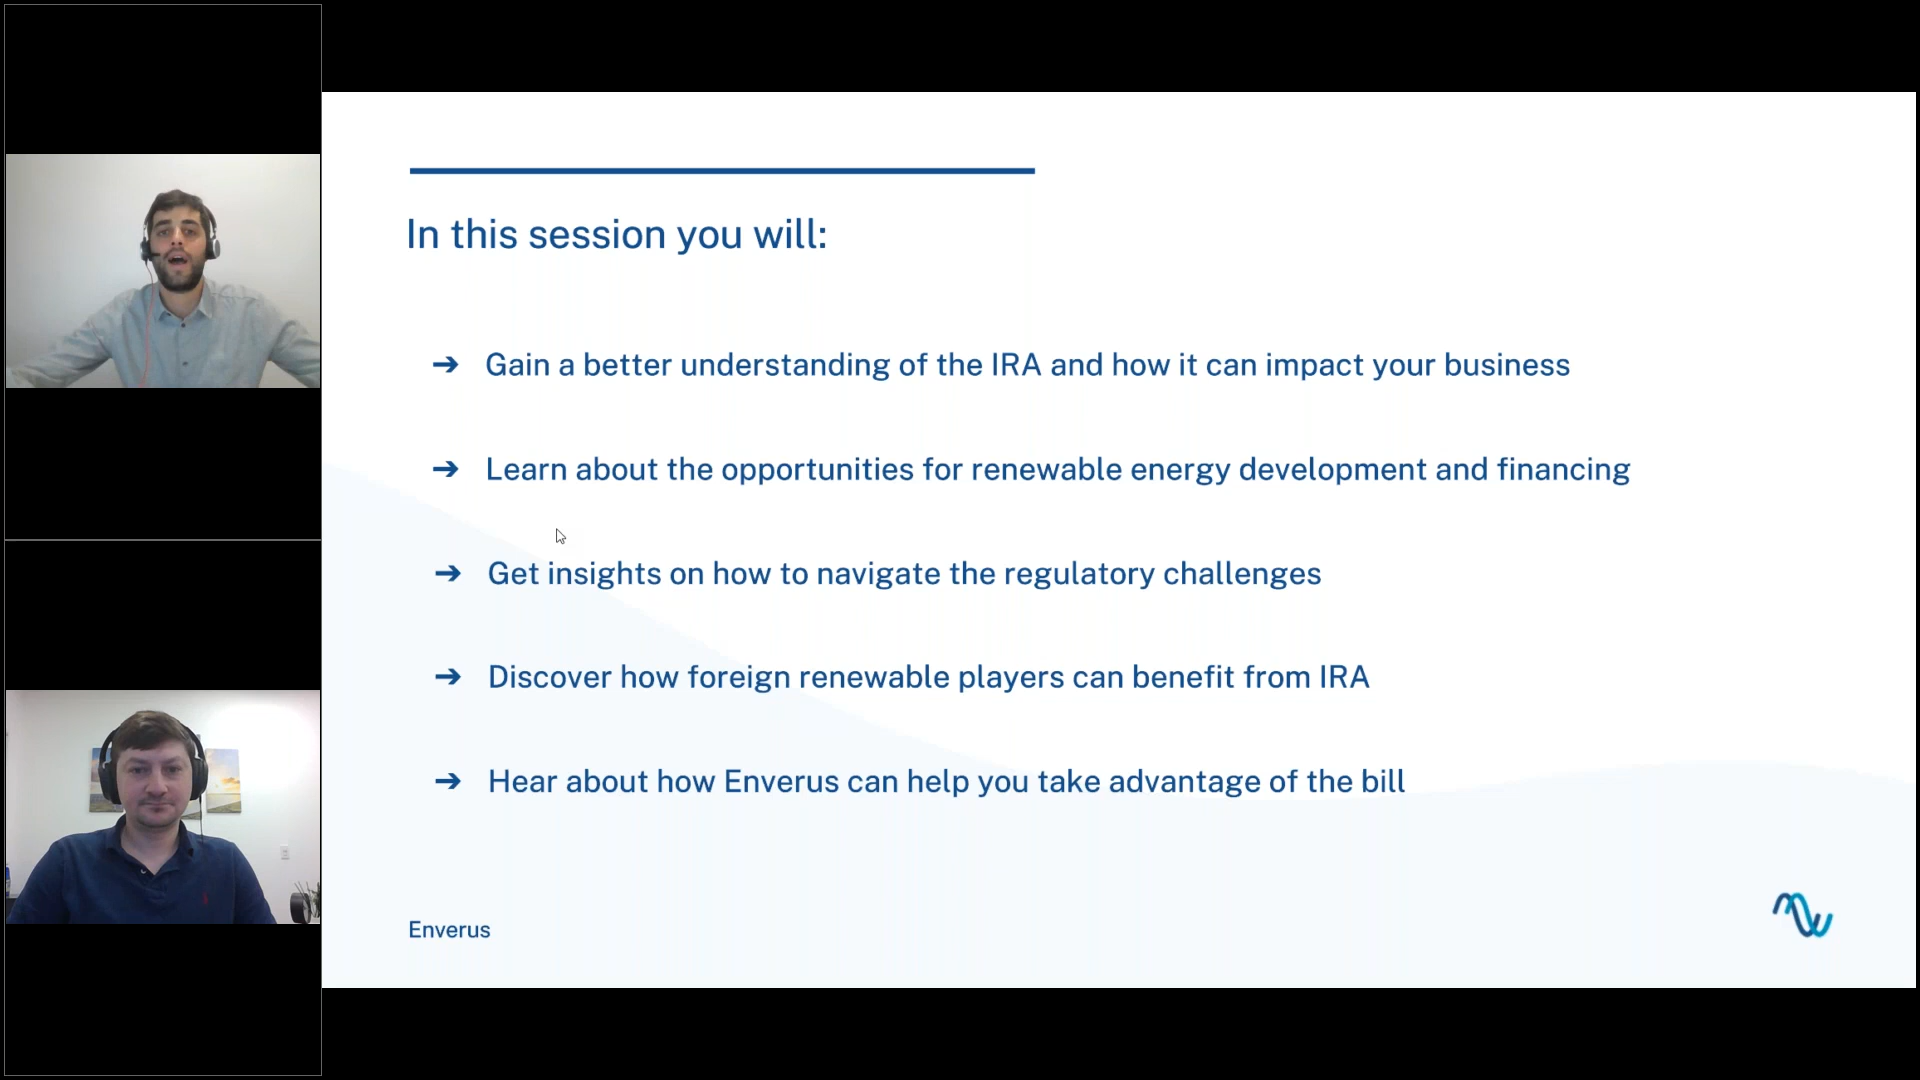 In this session you will:
➔ Gain a better understanding of the IRA and how it can impact your business
➔ Learn about the opportunities for renewable energy development and financing
➔ Get insights on how to navigate the regulatory challenges
➔ Discover how foreign renewable players can benefit from IRA
➔ Hear about how Enverus can help you take advantage of the bill
Enverus